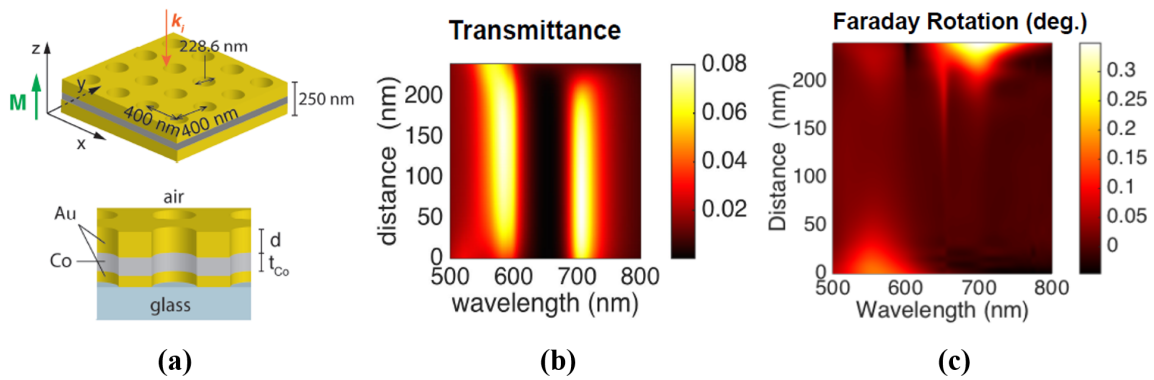 z
k_i
228.6 nm
y
M
400 nm
400 nm
250 nm
x
air
Au
Co
d
t_Co
glass
(a)
Transmittance
distance (nm)
200
150
100
50
0
500
600
700
800
wavelength (nm)
0.08
0.06
0.04
0.02
(b)
Faraday Rotation (deg.)
Distance (nm)
200
150
100
50
0
500
600
700
800
Wavelength (nm)
0.3
0.25
0.2
0.15
0.1
0.05
0
(c)